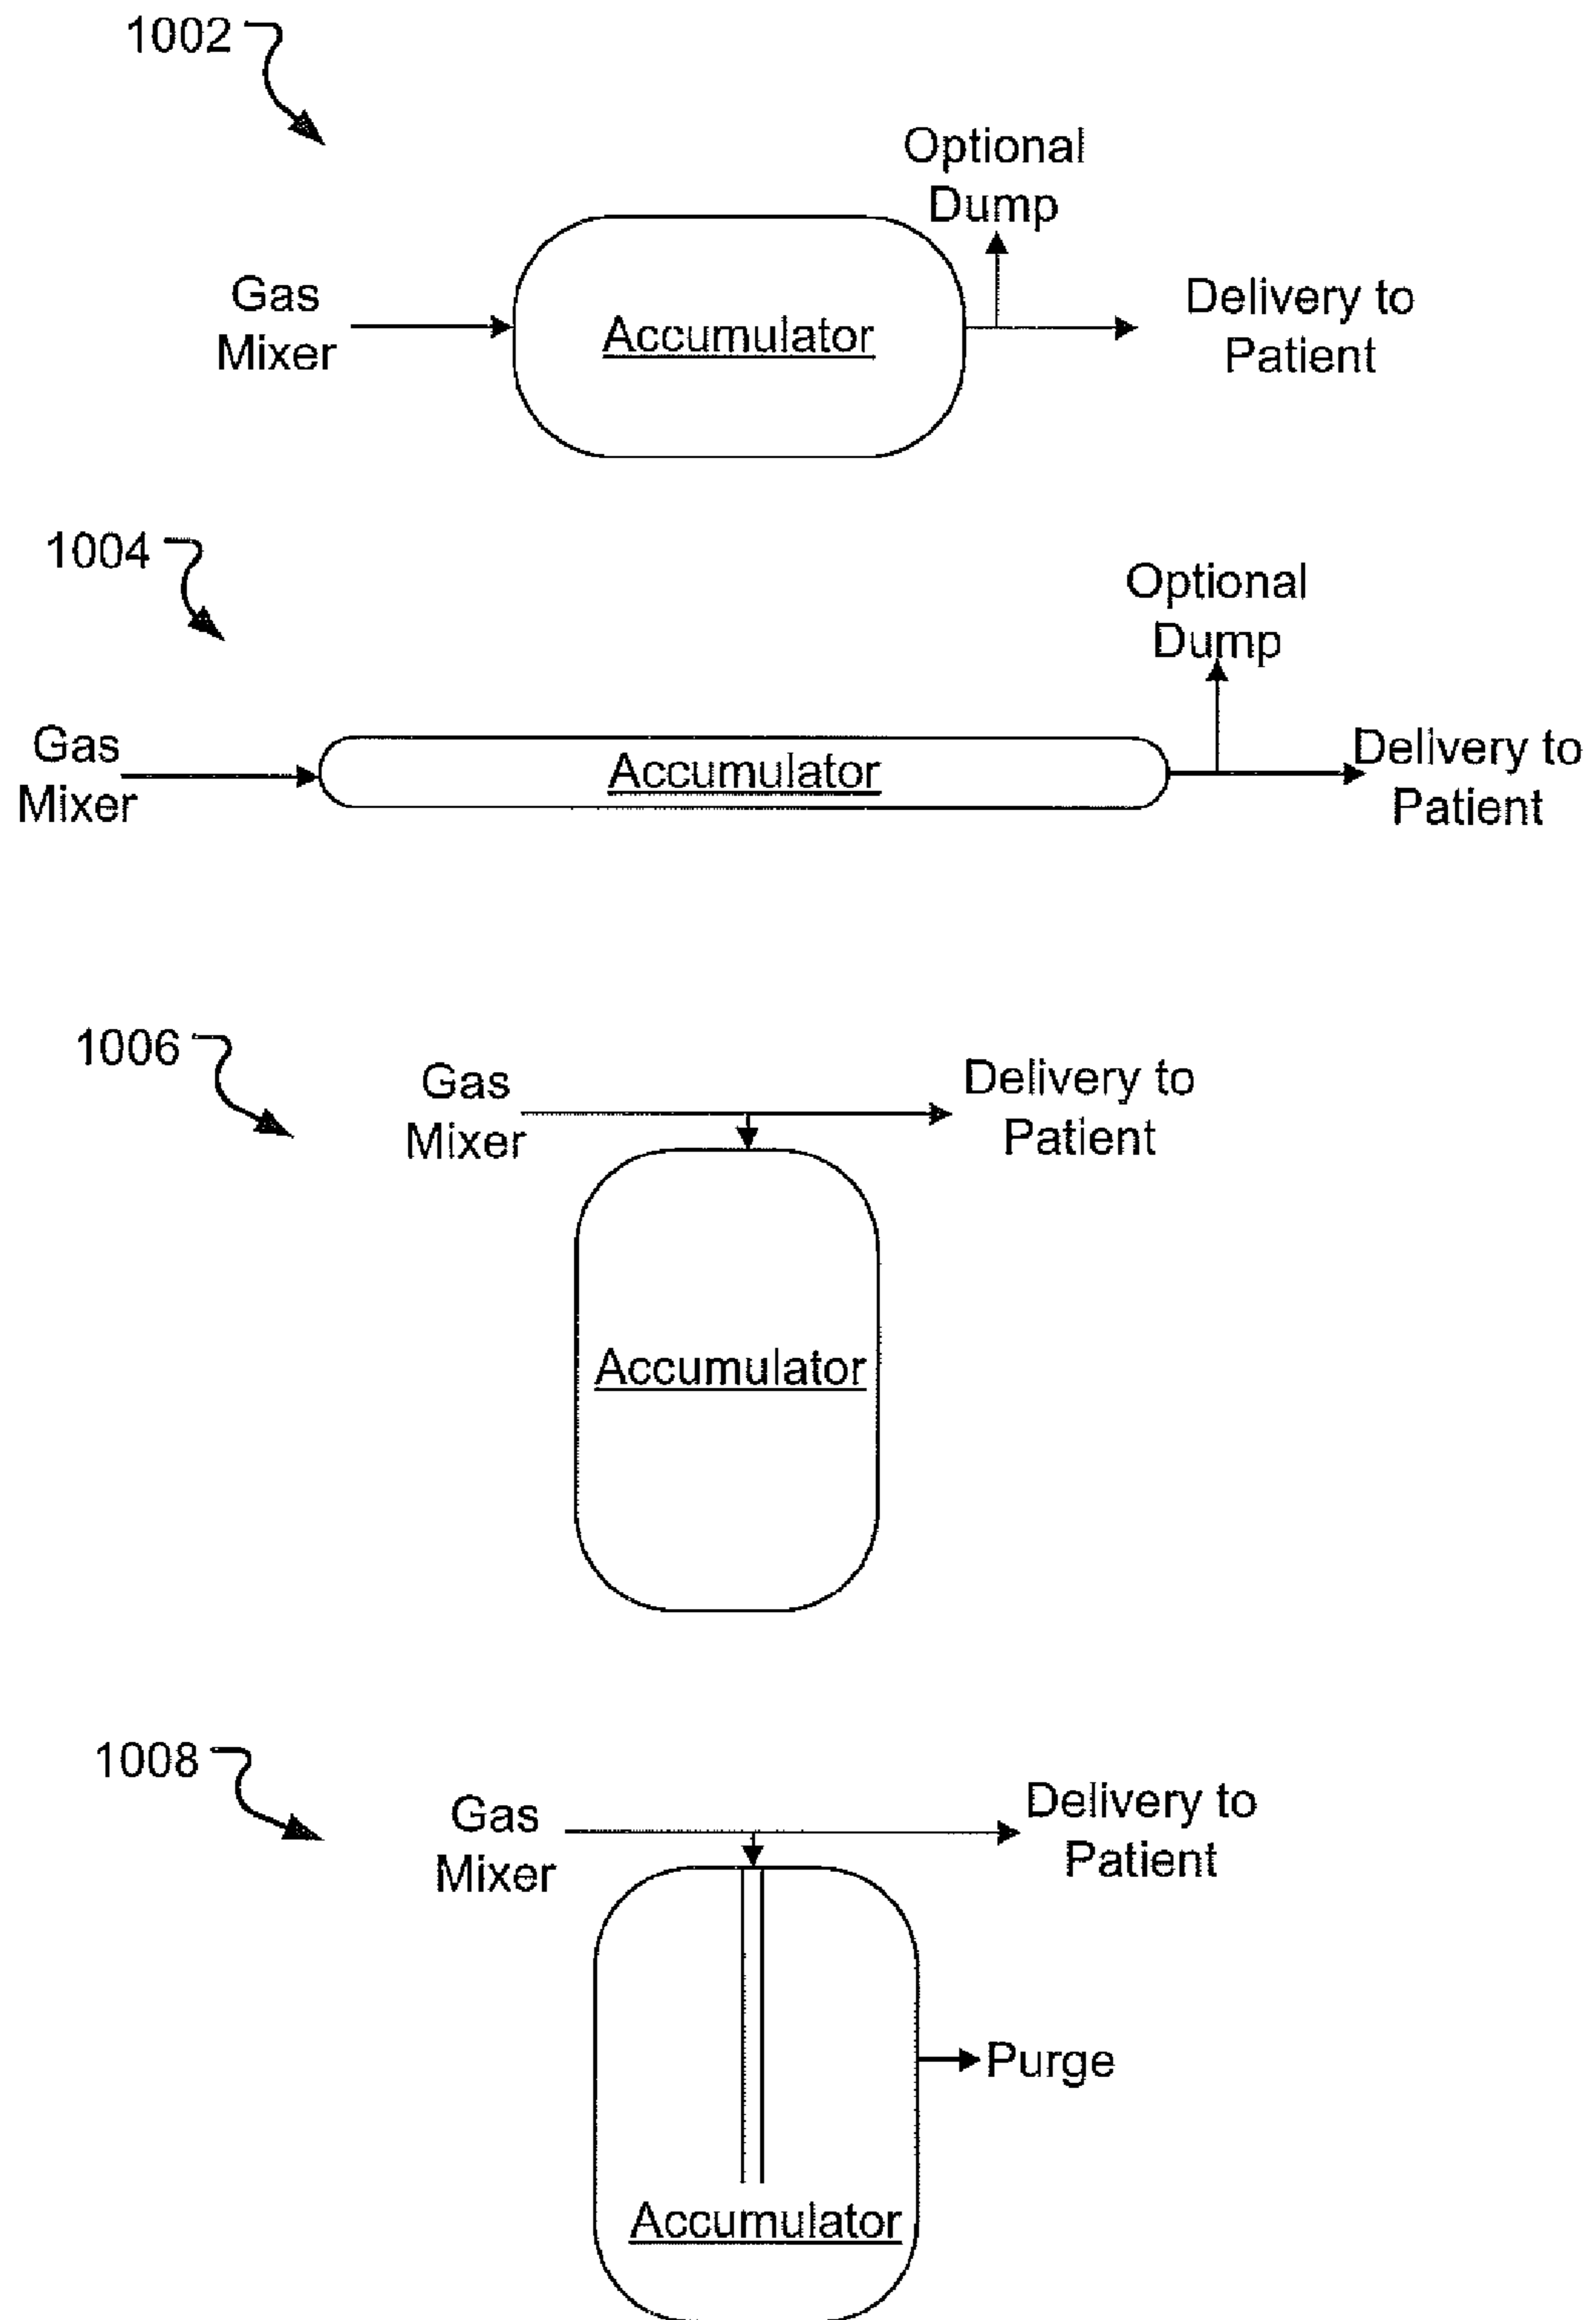 1002
Optional
Dump
Gas
Mixer
Accumulator
Delivery to
Patient
1004
Optional
Dump
Gas
Mixer
Accumulator
Delivery to
Patient
1006
Gas
Mixer
Delivery to
Patient
Accumulator
1008
Gas
Mixer
Delivery to
Patient
Purge
Accumulator